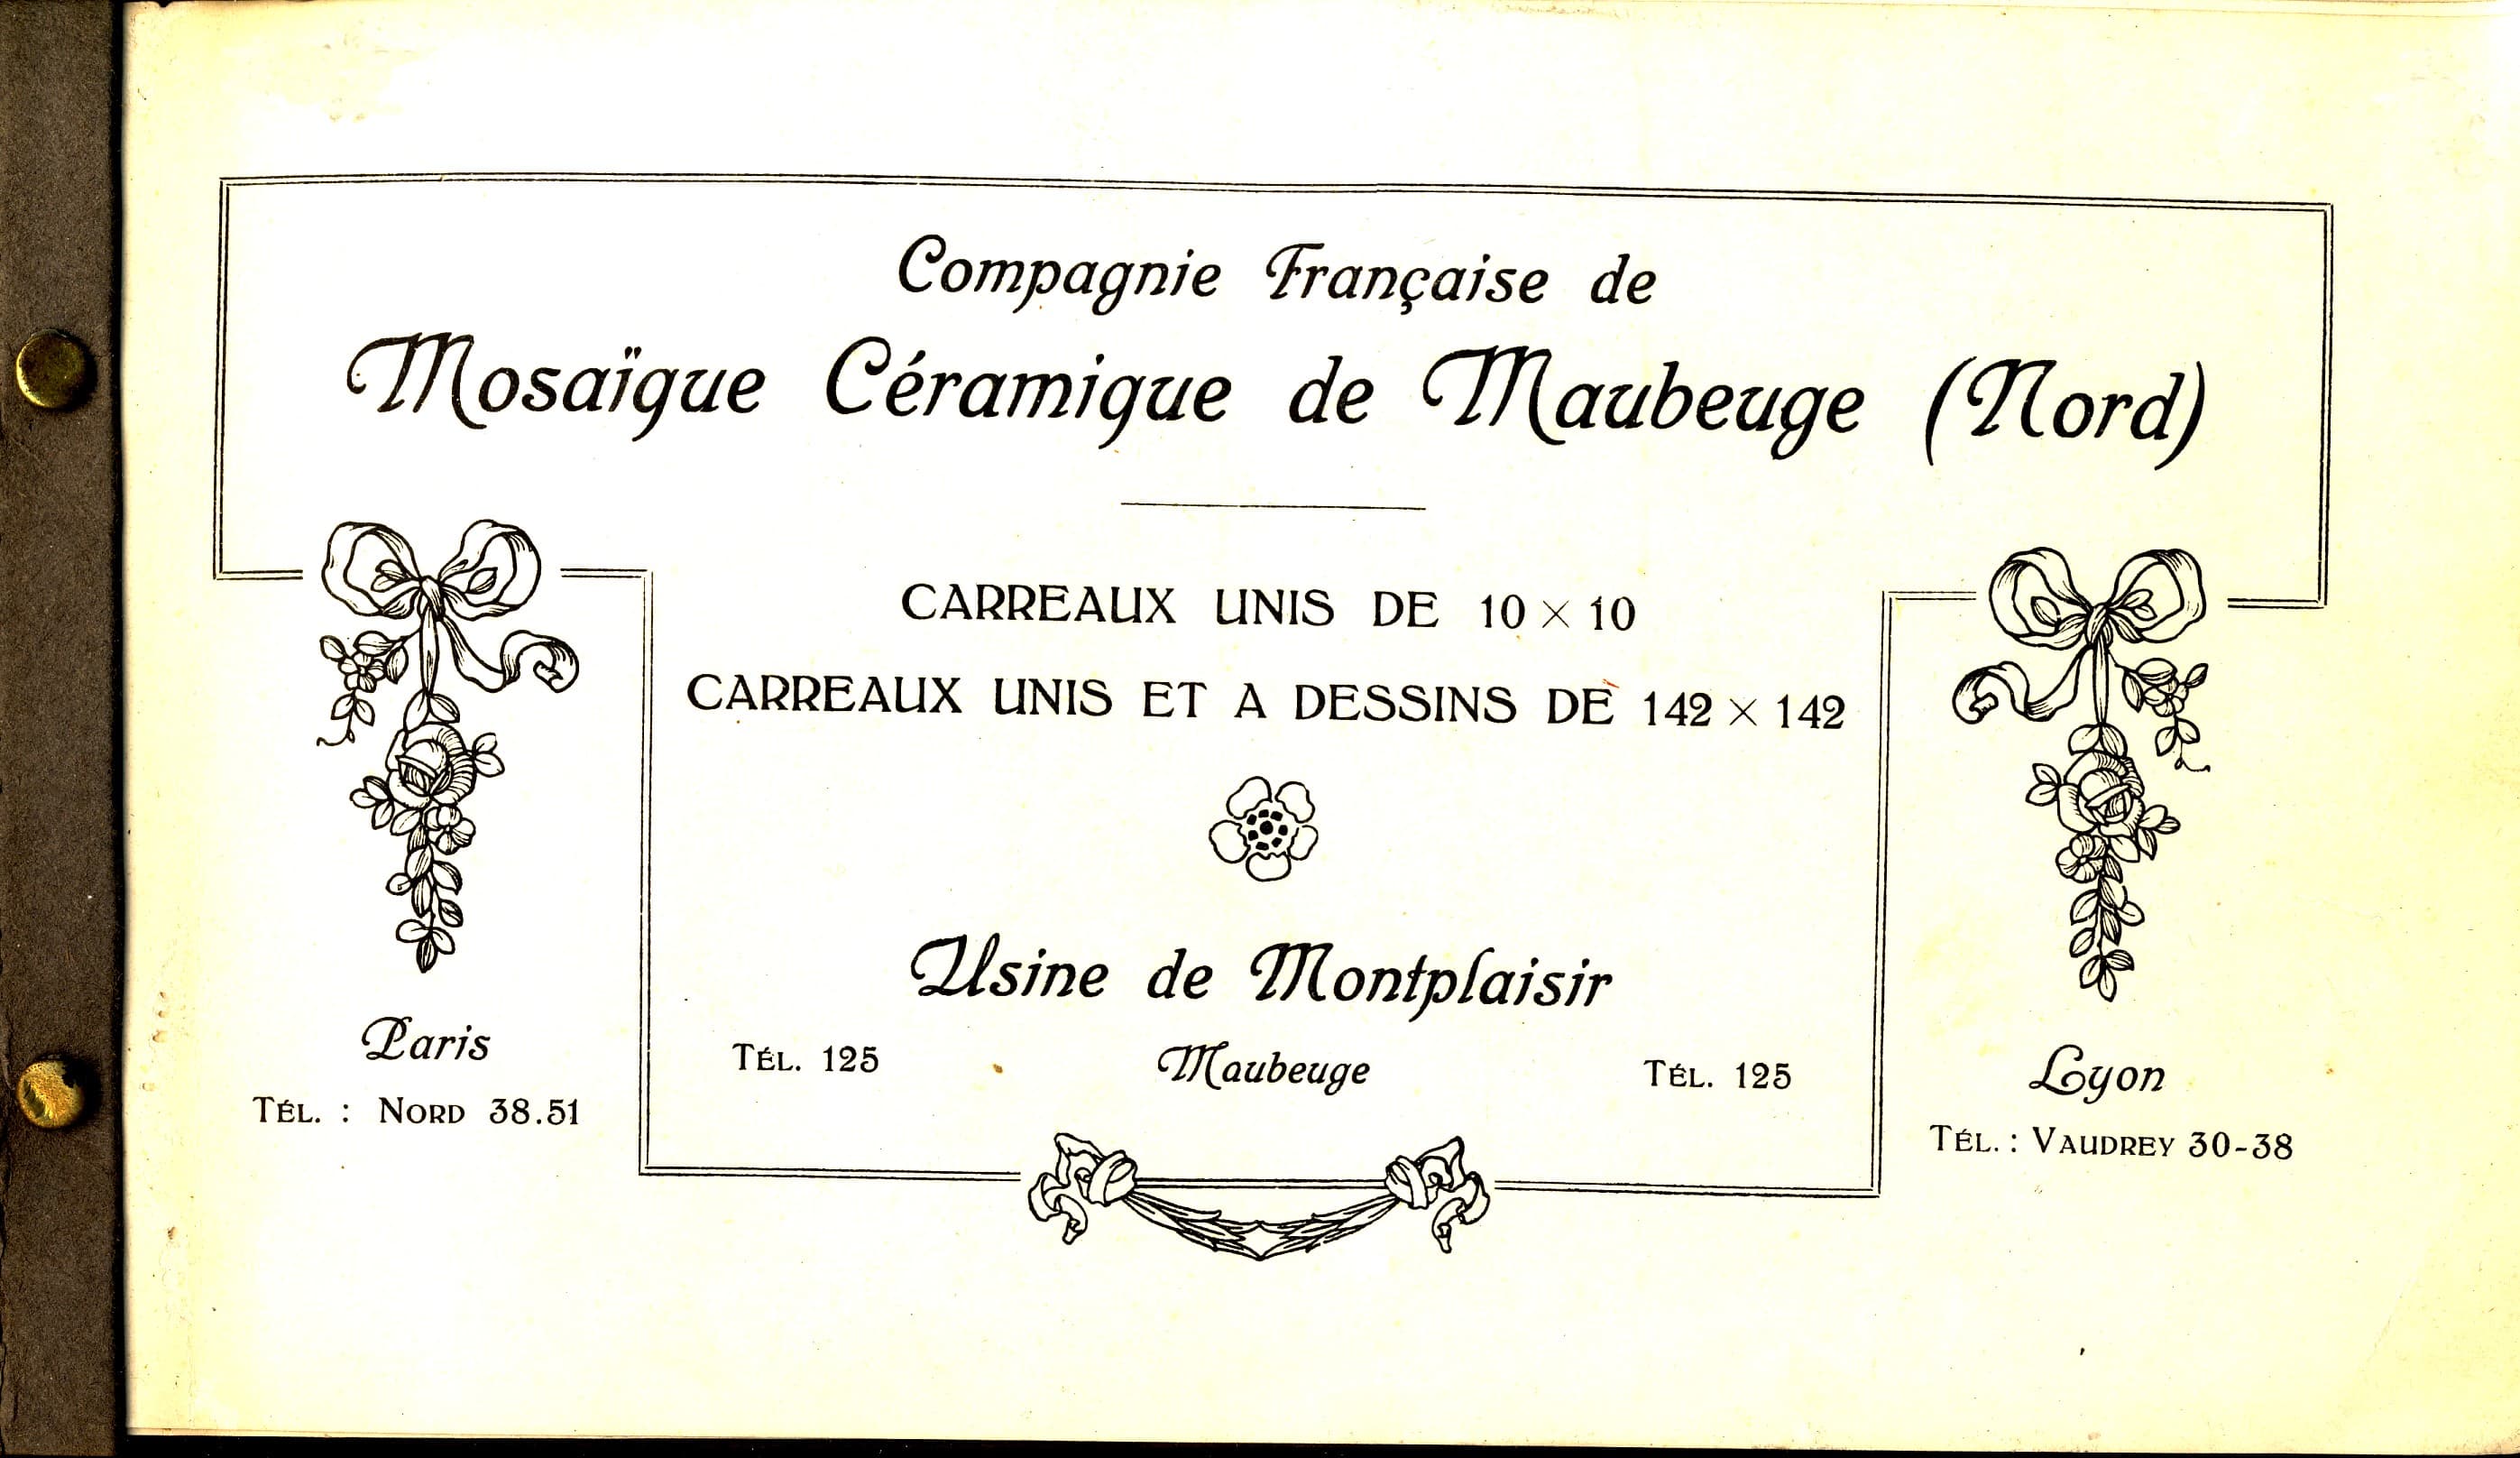 Compagnie Française de
Mosaïque Céramique de Maubeuge (Nord)
CARREAUX UNIS DE 10 × 10
CARREAUX UNIS ET A DESSINS DE 142 × 142
Usine de Montplaisir
Tél. 125 Maubeuge Tél. 125
Paris
Tél. : Nord 38.51
Lyon
Tél. : Vaudrey 30-38